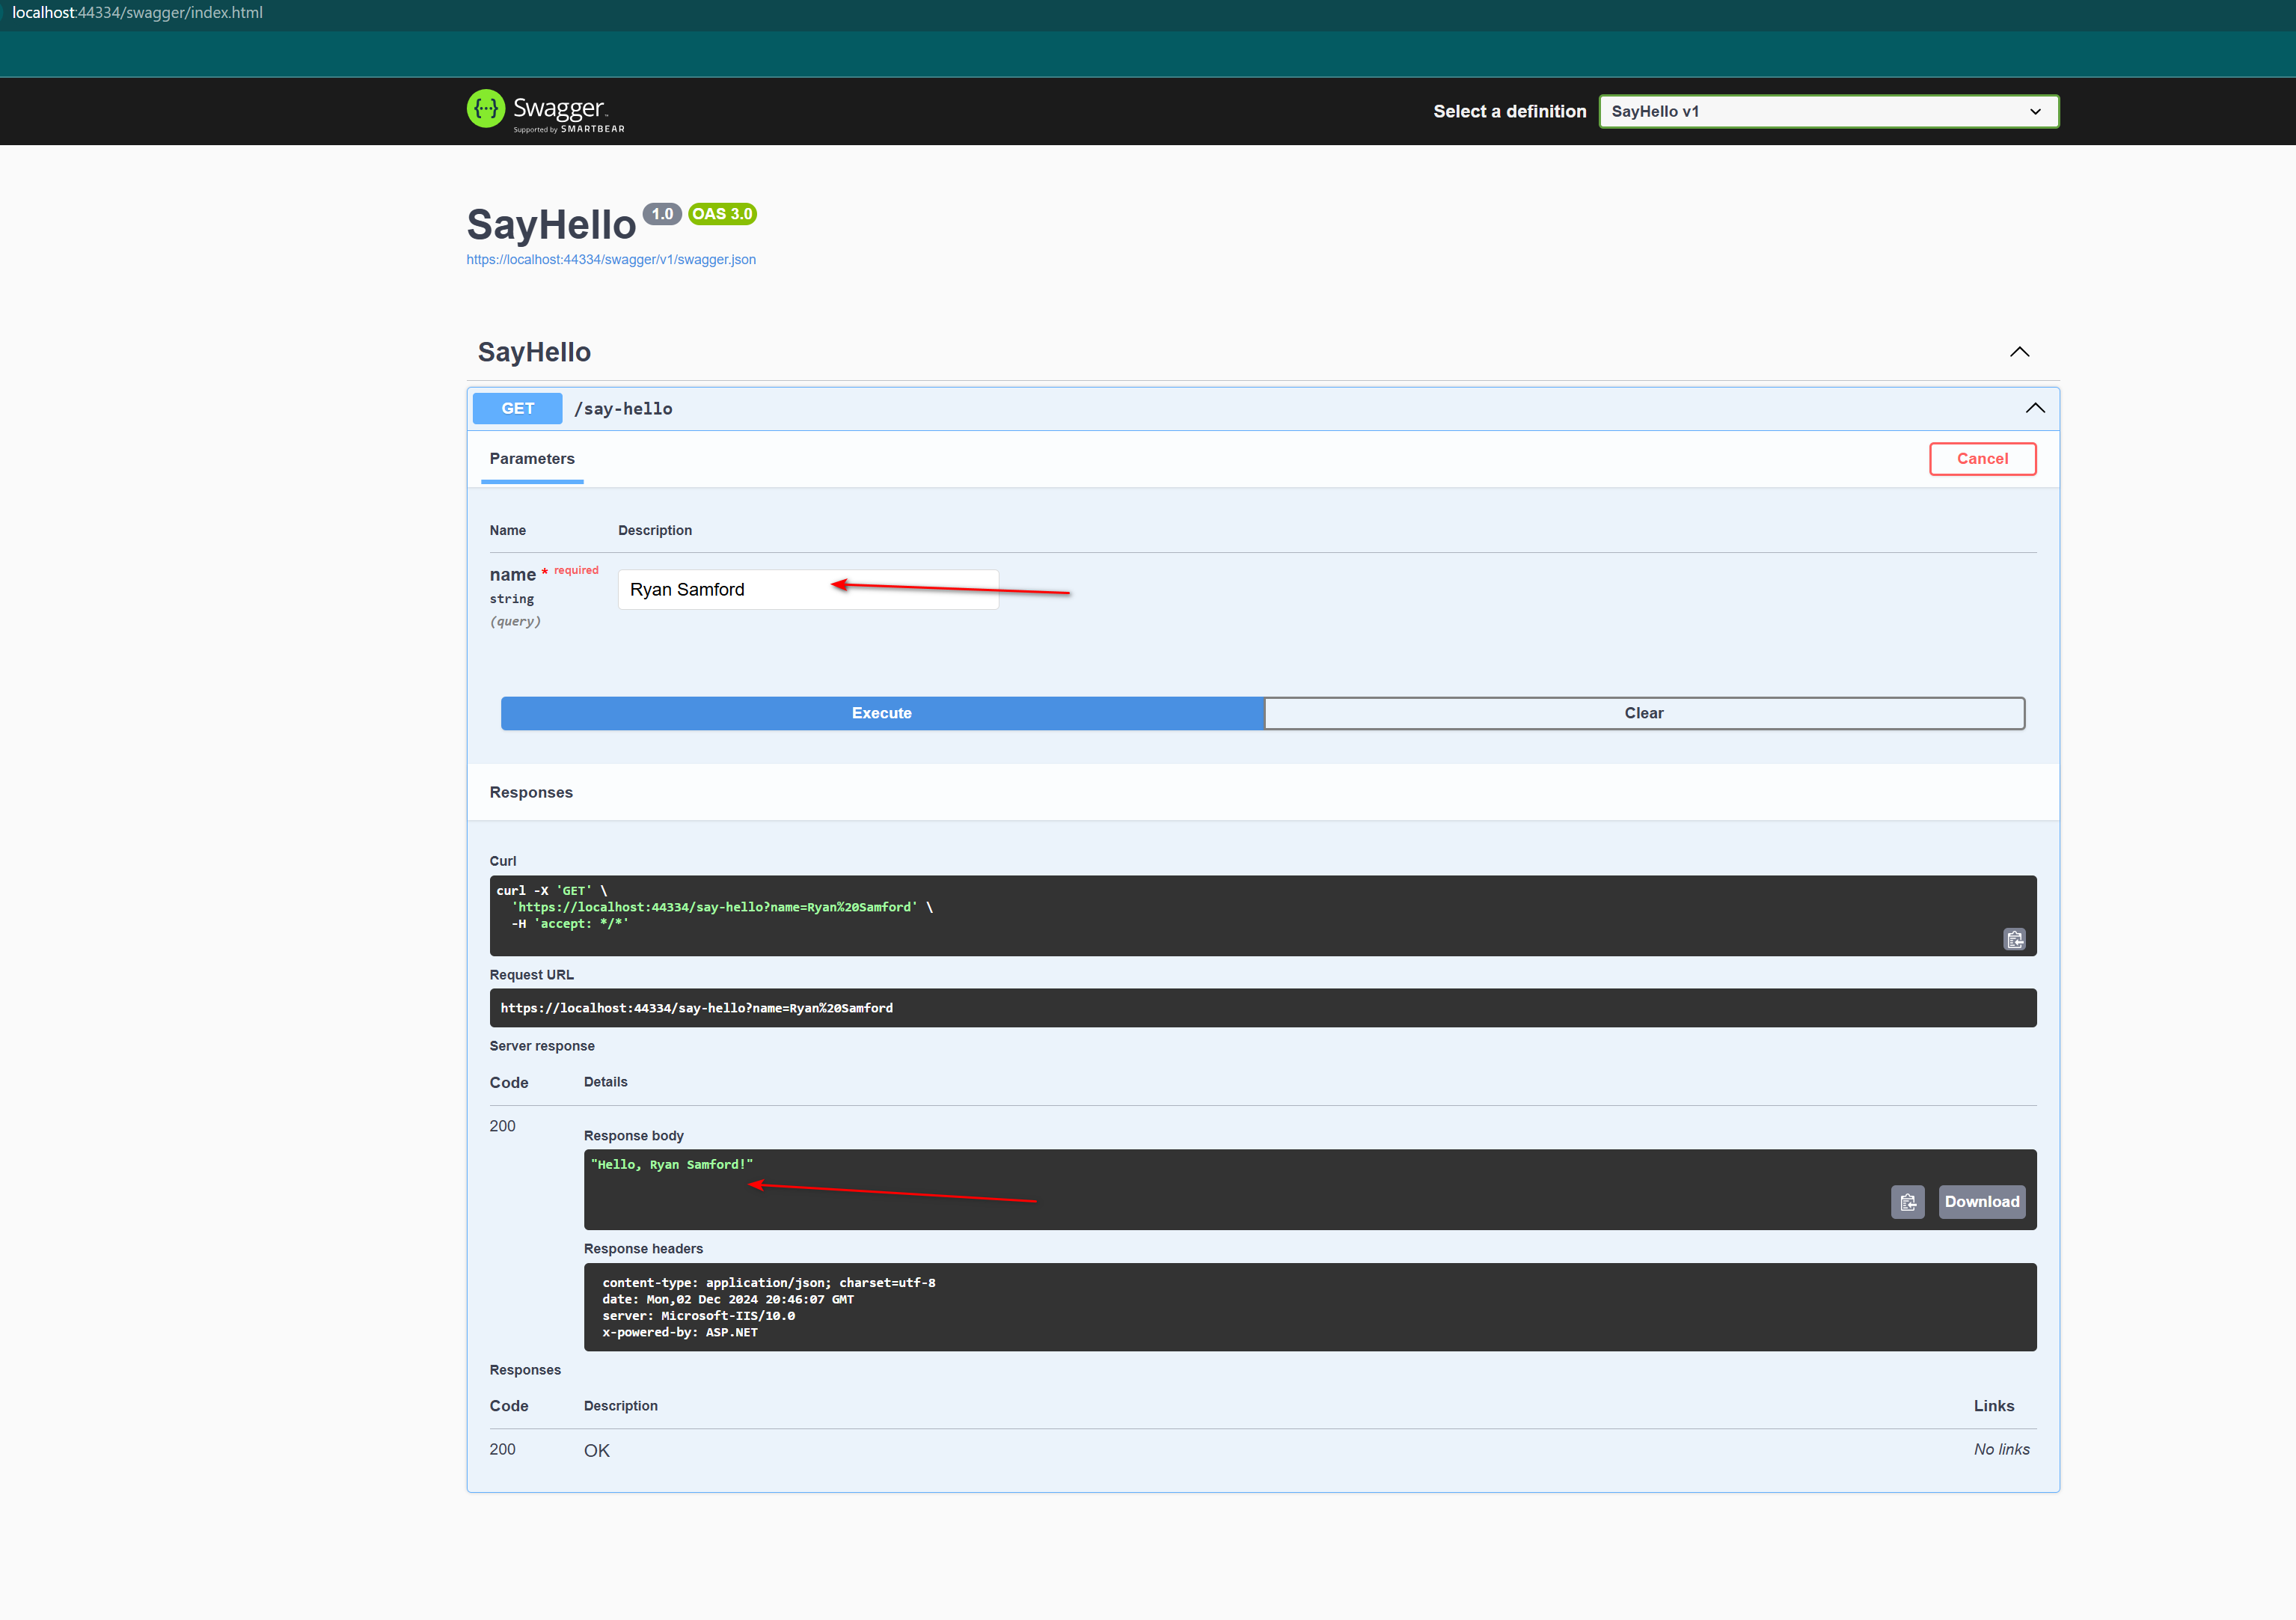 localhost:44334/swagger/index.html
Swagger
Supported by SMARTBEAR
Select a definition
SayHello v1
SayHello 1.0 OAS 3.0
https://localhost:44334/swagger/v1/swagger.json
SayHello
GET /say-hello
Parameters
Cancel
Name Description
name * required
string
(query)
Ryan Samford
Execute
Clear
Responses
Curl
curl -X 'GET' \
'https://localhost:44334/say-hello?name=Ryan%20Samford' \
-H 'accept: */*'
Request URL
https://localhost:44334/say-hello?name=Ryan%20Samford
Server response
Code Details
200
Response body
"Hello, Ryan Samford!"
Download
Response headers
content-type: application/json; charset=utf-8
date: Mon,02 Dec 2024 20:46:07 GMT
server: Microsoft-IIS/10.0
x-powered-by: ASP.NET
Responses
Code Description Links
200 OK No links